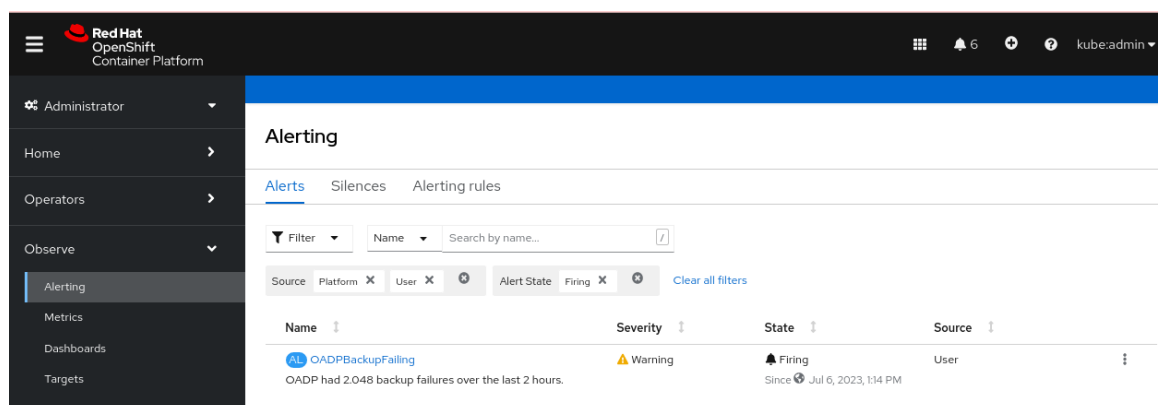 Red Hat
OpenShift
Container Platform
6
kube:admin
Administrator
Home
Operators
Observe
Alerting
Metrics
Dashboards
Targets
Alerting
Alerts Silences Alerting rules
Filter Name Search by name... /
Source Platform User Alert State Firing Clear all filters
Name Severity State Source
AL OADPBackupFailing Warning Firing User
OADP had 2.048 backup failures over the last 2 hours. Since Jul 6, 2023, 1:14 PM